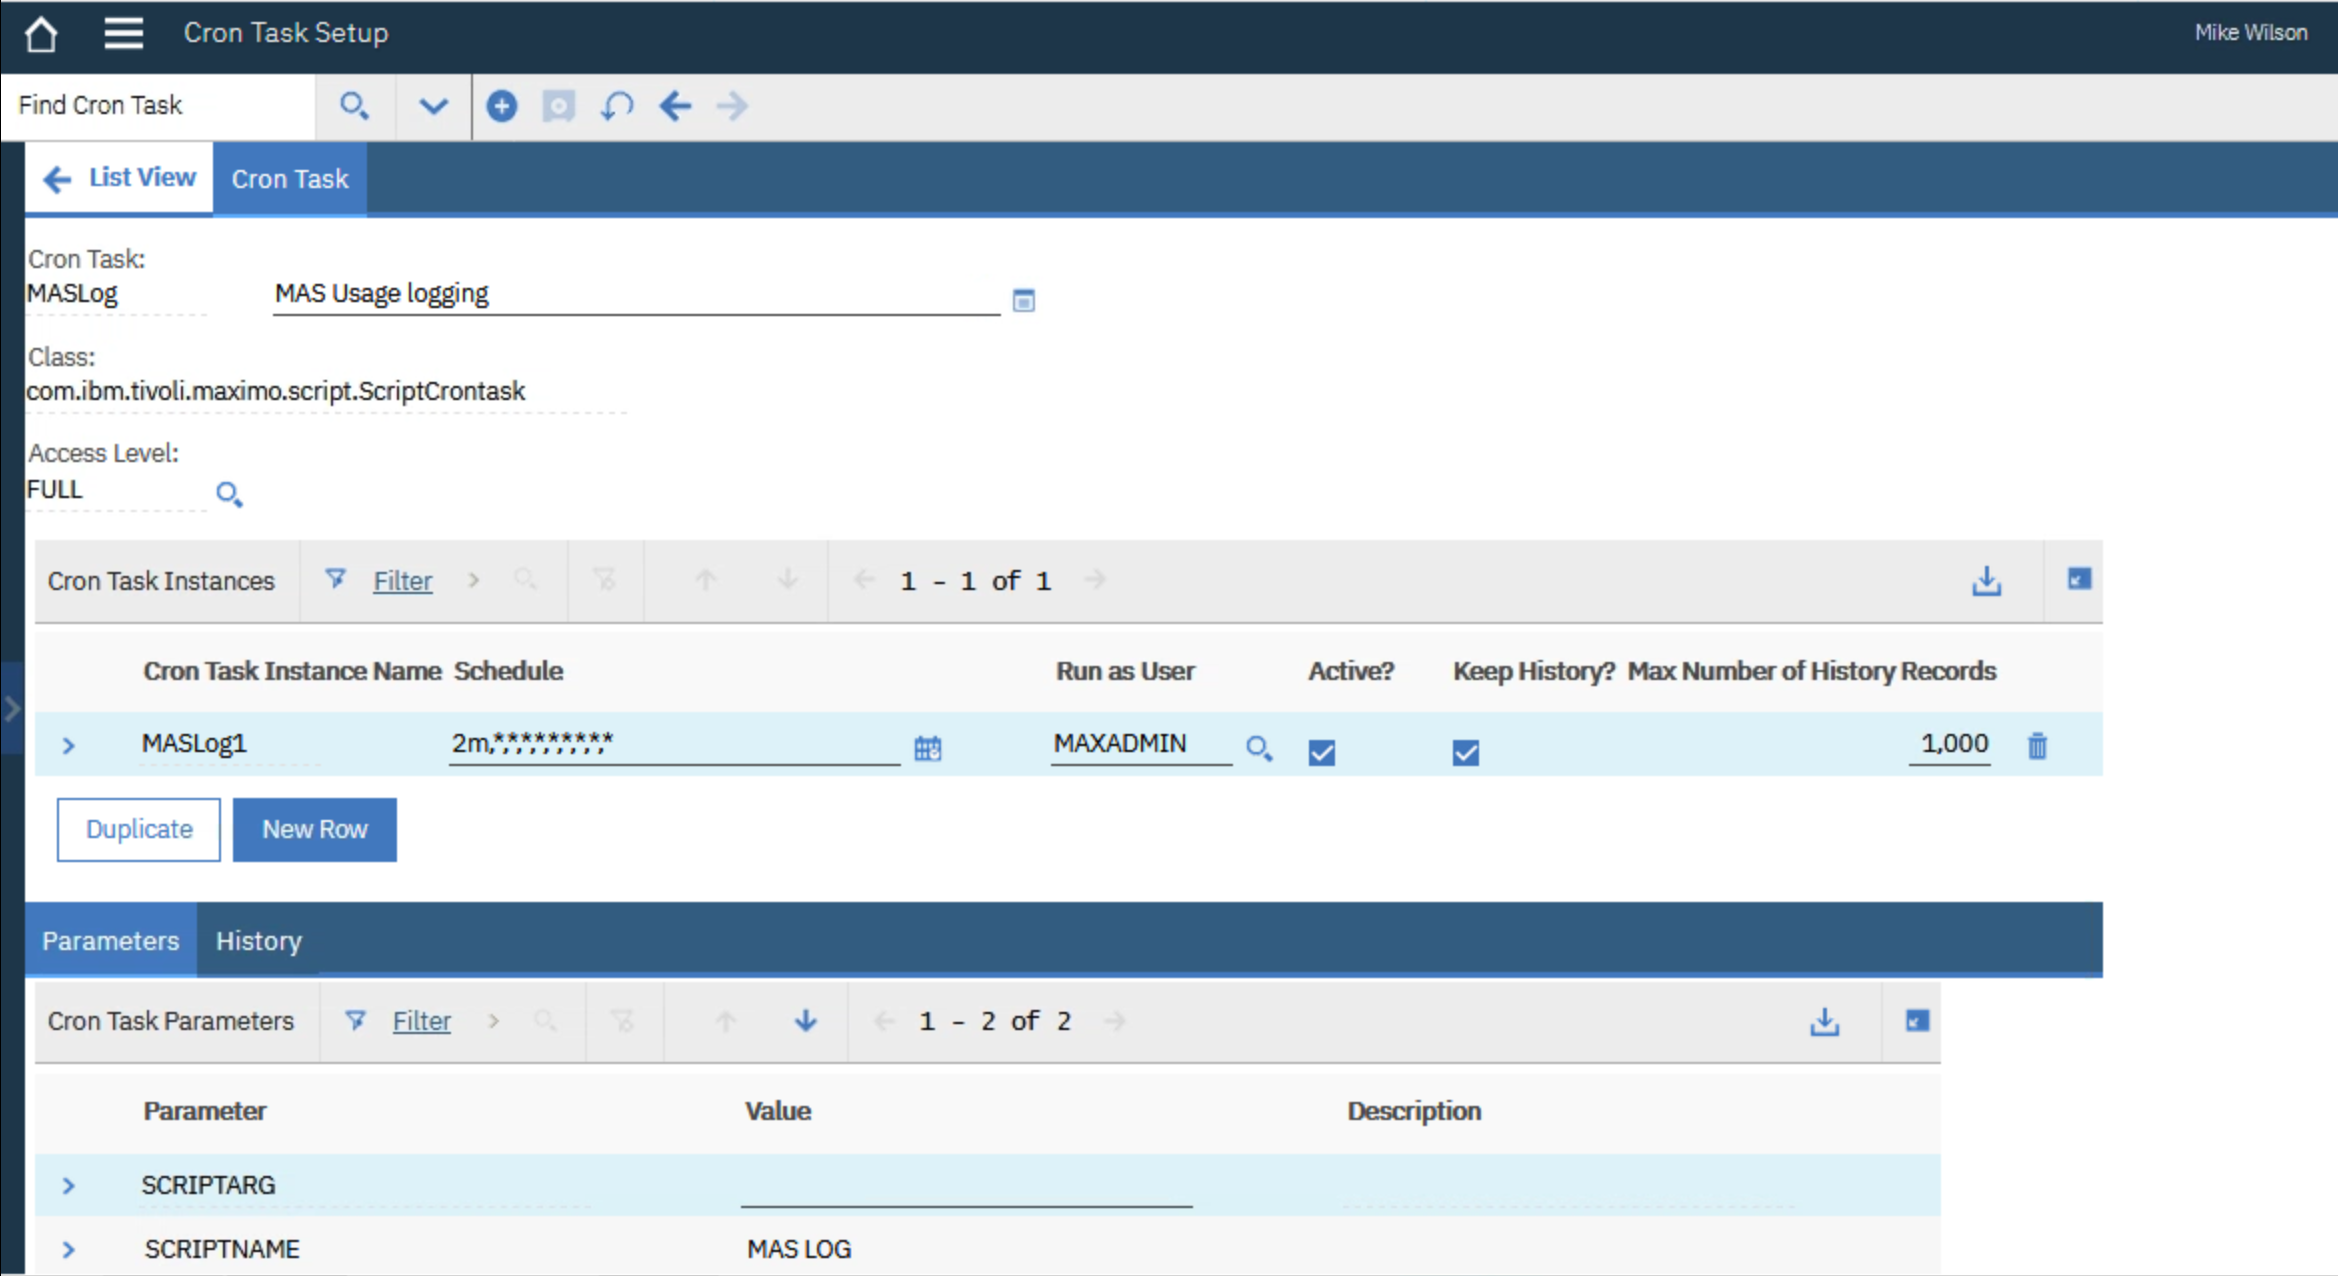 Cron Task Setup
Mike Wilson
Find Cron Task
List View
Cron Task
Cron Task:
MASLog
MAS Usage logging
Class:
com.ibm.tivoli.maximo.script.ScriptCrontask
Access Level:
FULL
Cron Task Instances
Filter
1 - 1 of 1
Cron Task Instance Name Schedule Run as User Active? Keep History? Max Number of History Records
MASLog1 2m,*,*,*,*,*,*,*,*,* MAXADMIN 1,000
Duplicate
New Row
Parameters
History
Cron Task Parameters
Filter
1 - 2 of 2
Parameter Value Description
SCRIPTARG
SCRIPTNAME MAS LOG